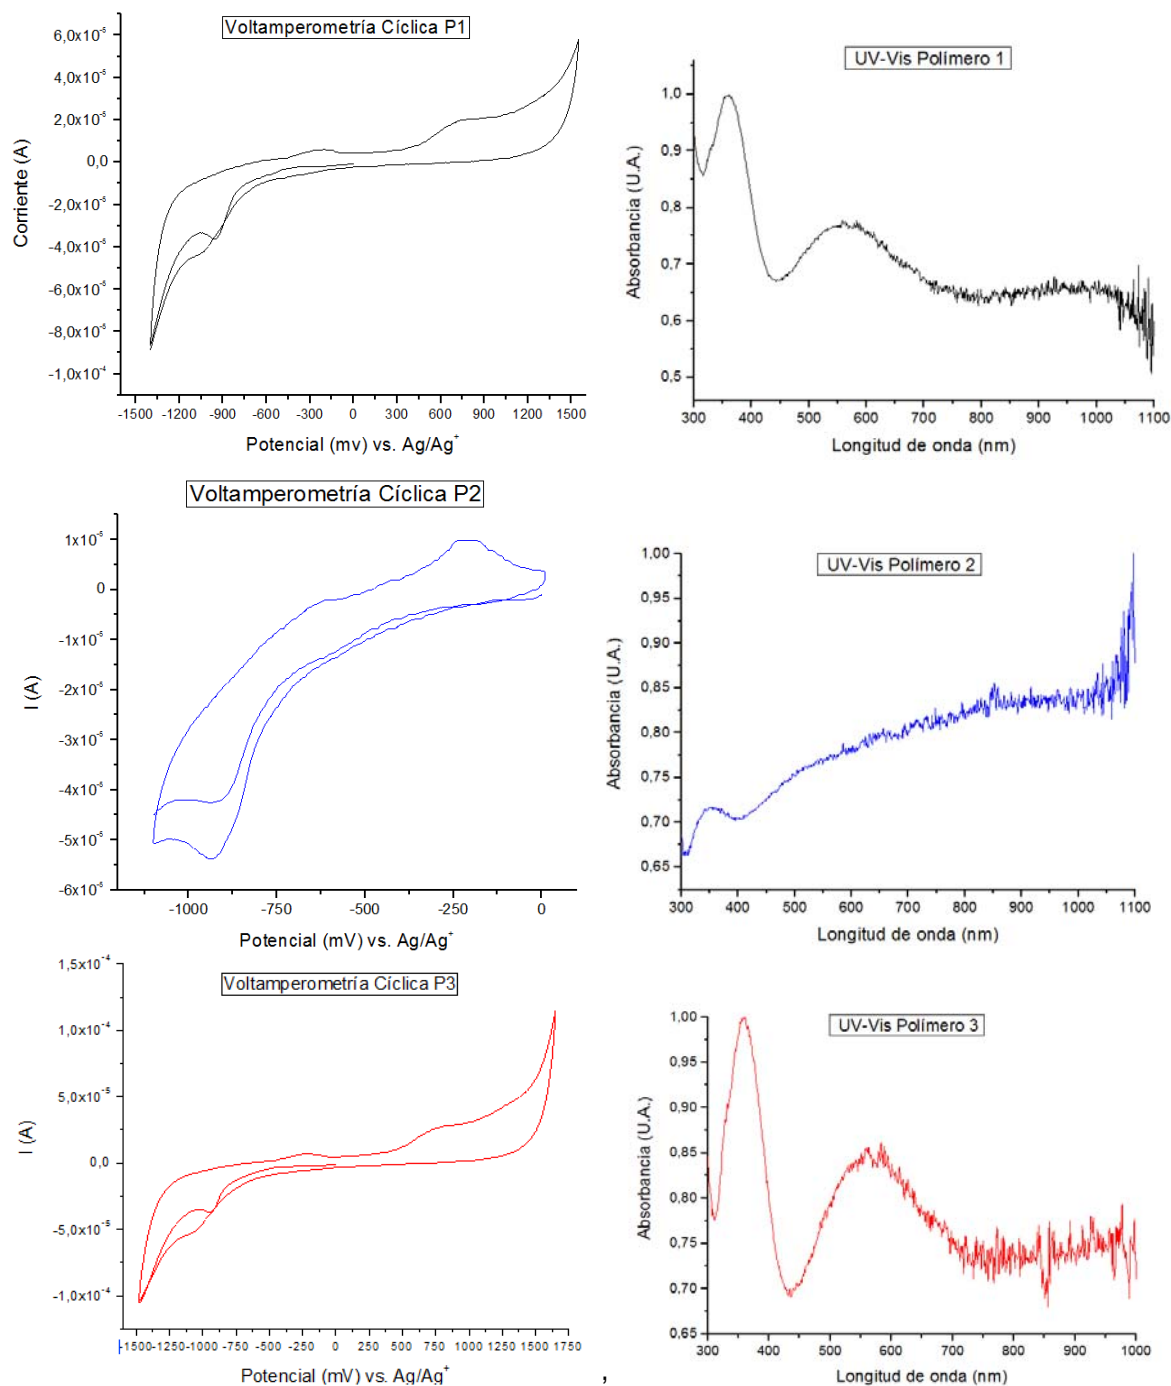 Voltamperometría Cíclica P1
6,0x10⁻⁵
4,0x10⁻⁵
2,0x10⁻⁵
0,0
-2,0x10⁻⁵
-4,0x10⁻⁵
-6,0x10⁻⁵
-8,0x10⁻⁵
-1,0x10⁻⁴
Corriente (A)
-1500 -1200 -900 -600 -300 0 300 600 900 1200 1500
Potencial (mv) vs. Ag/Ag⁺
UV-Vis Polímero 1
1,0
0,9
0,8
0,7
0,6
0,5
Absorbancia (U.A.)
300 400 500 600 700 800 900 1000 1100
Longitud de onda (nm)
Voltamperometría Cíclica P2
1x10⁻⁵
0
-1x10⁻⁵
-2x10⁻⁵
-3x10⁻⁵
-4x10⁻⁵
-5x10⁻⁵
-6x10⁻⁵
I (A)
-1000 -750 -500 -250 0
Potencial (mV) vs. Ag/Ag⁺
UV-Vis Polímero 2
1,00
0,95
0,90
0,85
0,80
0,75
0,70
0,65
Absorbancia (U.A.)
300 400 500 600 700 800 900 1000 1100
Longitud de onda (nm)
Voltamperometría Cíclica P3
1,5x10⁻⁴
1,0x10⁻⁴
5,0x10⁻⁵
0,0
-5,0x10⁻⁵
-1,0x10⁻⁴
I (A)
-1500 -1250 -1000 -750 -500 -250 0 250 500 750 1000 1250 1500 1750
Potencial (mV) vs. Ag/Ag⁺
,
UV-Vis Polímero 3
1,00
0,95
0,90
0,85
0,80
0,75
0,70
0,65
Absorbancia (U.A.)
300 400 500 600 700 800 900 1000
Longitud de onda (nm)